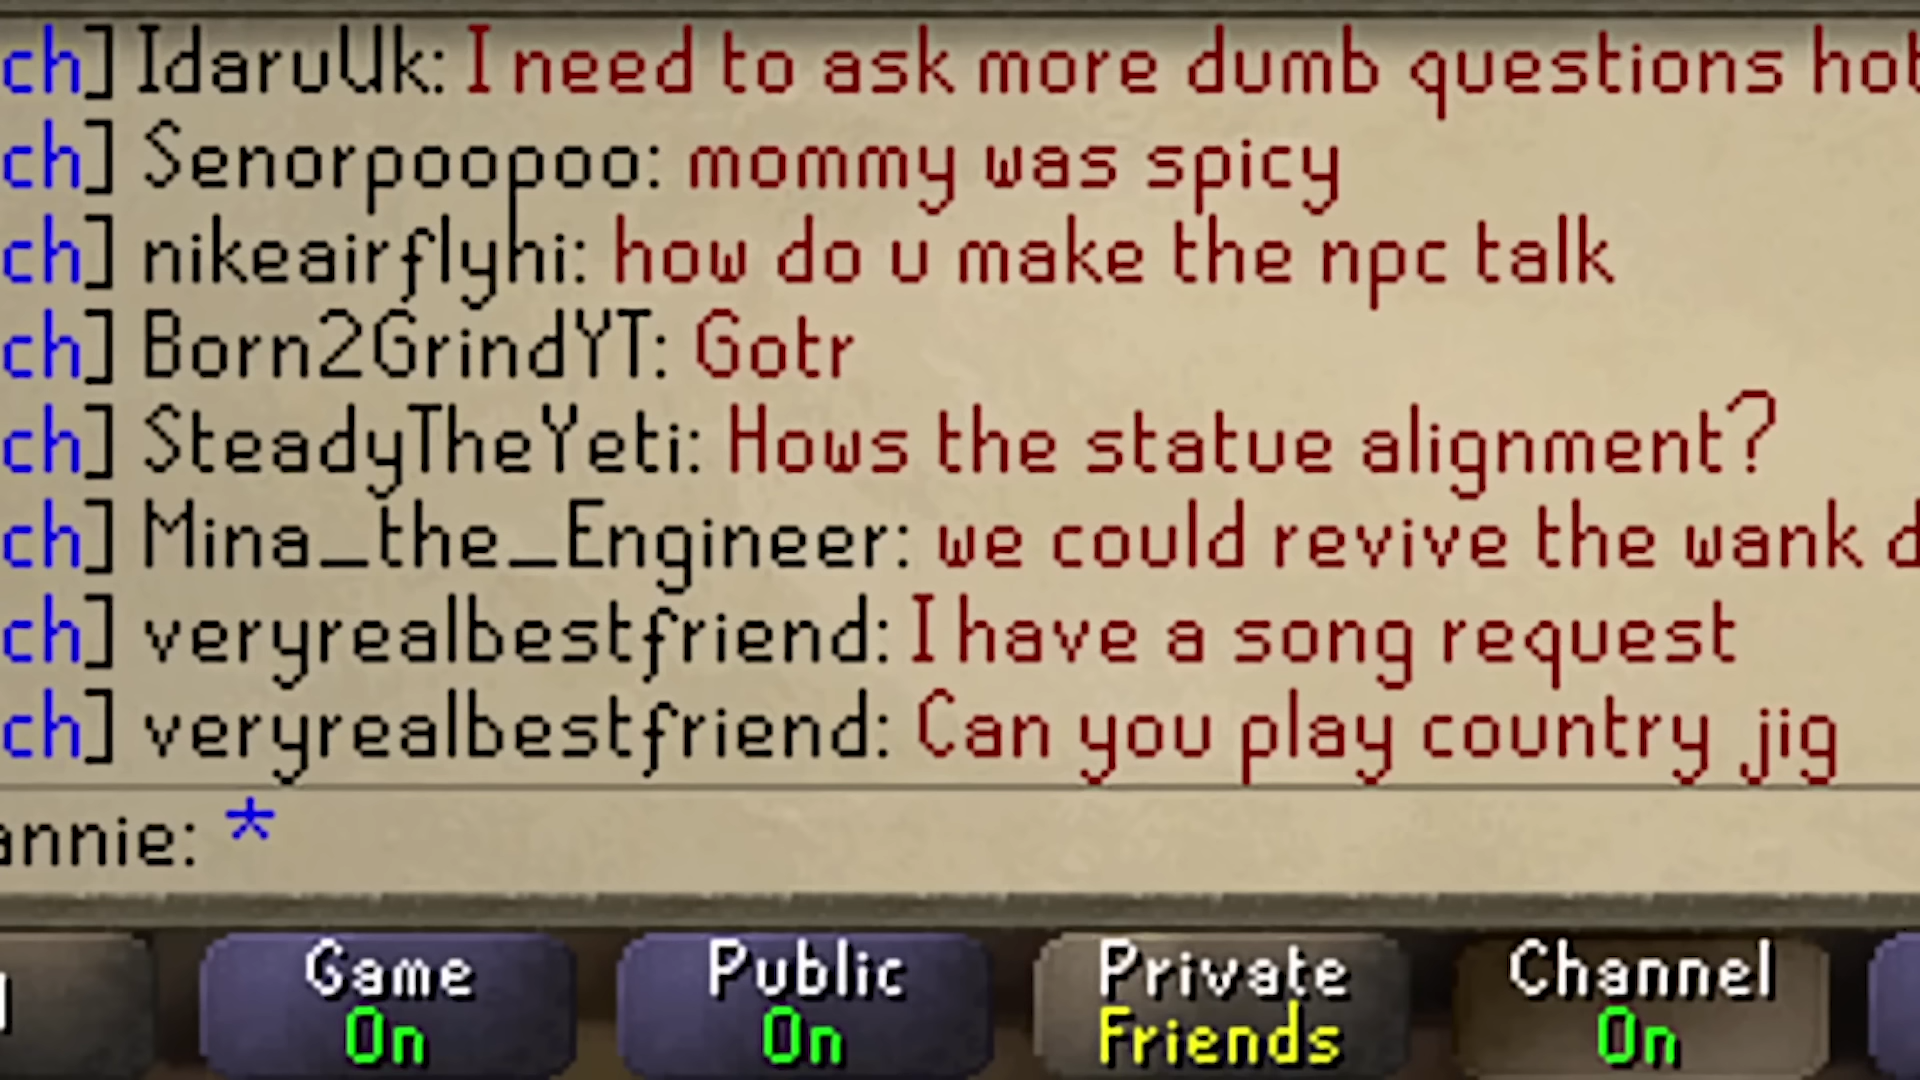 ch] IdaruUk: I need to ask more dumb questions
ch] Senorpoopoo: mommy was spicy
ch] nikeairflyhi: how do u make the npc talk
ch] Born2GrindYT: Gotr
ch] SteadyTheYeti: Hows the statue alignment?
ch] Mina_the_Engineer: we could revive the wank
ch] veryrealbestfriend: I have a song request
ch] veryrealbestfriend: Can you play country jig
annie: *
Game Public Private Channel
On On Friends On